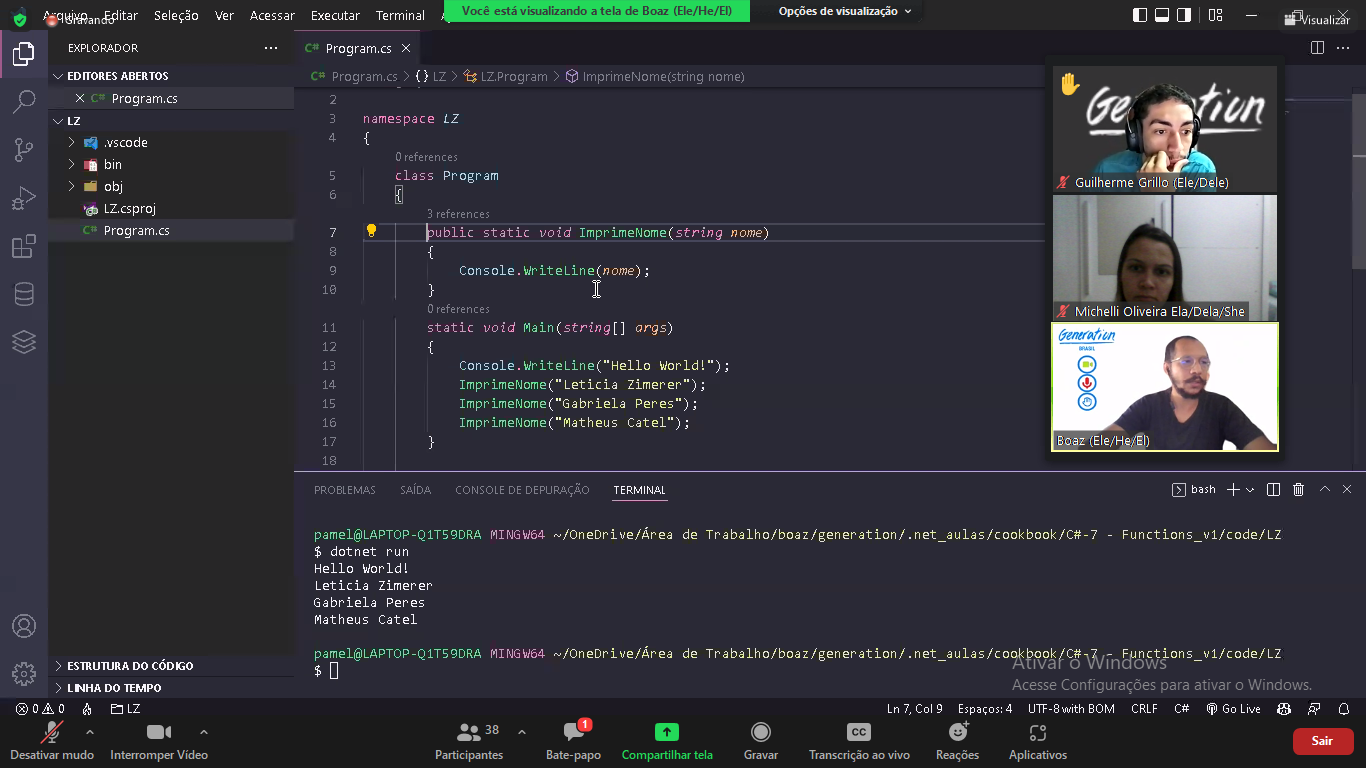 Arquivo Editar Seleção Ver Acessar Executar Terminal
Gravando
Você está visualizando a tela de Boaz (Ele/He/El)
Opções de visualização
Visualizar
EXPLORADOR
Program.cs
EDITORES ABERTOS
Program.cs
LZ
.vscode
bin
obj
LZ.csproj
Program.cs
ESTRUTURA DO CÓDIGO
LINHA DO TEMPO
Program.cs > {} LZ > LZ.Program > ImprimeNome(string nome)
2
3 namespace LZ
4 {
0 references
5 class Program
6 {
3 references
7 public static void ImprimeNome(string nome)
8 {
9 Console.WriteLine(nome);
10 }
0 references
11 static void Main(string[] args)
12 {
13 Console.WriteLine("Hello World!");
14 ImprimeNome("Leticia Zimerer");
15 ImprimeNome("Gabriela Peres");
16 ImprimeNome("Matheus Catel");
17 }
18
Generation
Guilherme Grillo (Ele/Dele)
Michelli Oliveira Ela/Dela/She
Generation
BRASIL
Boaz (Ele/He/El)
PROBLEMAS SAÍDA CONSOLE DE DEPURAÇÃO TERMINAL
bash
pamel@LAPTOP-Q1T59DRA MINGW64 ~/OneDrive/Área de Trabalho/boaz/generation/.net_aulas/cookbook/C#-7 - Functions_v1/code/LZ
$ dotnet run
Hello World!
Leticia Zimerer
Gabriela Peres
Matheus Catel
pamel@LAPTOP-Q1T59DRA MINGW64 ~/OneDrive/Área de Trabalho/boaz/generation/.net_aulas/cookbook/C#-7 - Functions_v1/code/LZ
$
Ativar o Windows
Acesse Configurações para ativar o Windows.
0 0 LZ
Ln 7, Col 9 Espaços: 4 UTF-8 with BOM CRLF C# Go Live
Desativar mudo
Interromper Vídeo
38
Participantes
1
Bate-papo
Compartilhar tela
Gravar
CC
Transcrição ao vivo
Reações
Aplicativos
Sair